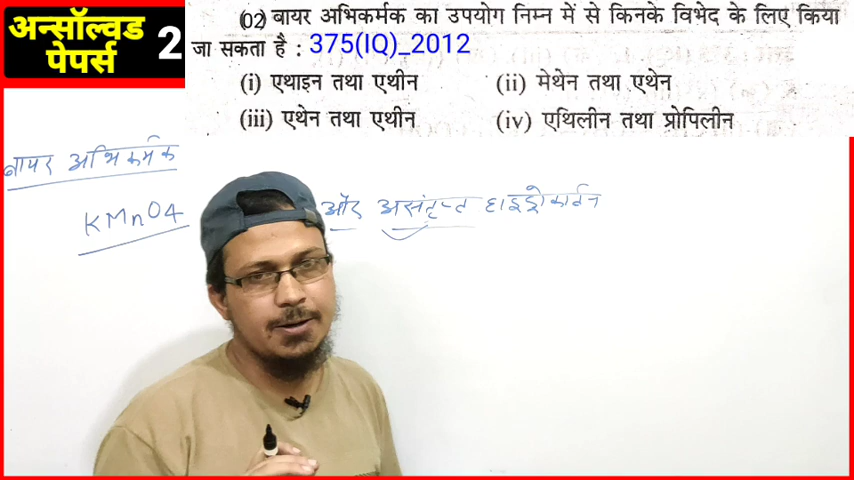 अन्सॉल्वड
पेपर्स 2
(02) बायर अभिकर्मक का उपयोग निम्न में से किनके विभेद के लिए किया
जा सकता है : 375(IQ)_2012
(i) एथाइन तथा एथीन (ii) मेथेन तथा एथेन
(iii) एथेन तथा एथीन (iv) एथिलीन तथा प्रोपिलीन
बायर अभिकर्मक
KMnO4 और असंतृप्त हाइड्रोकार्बन